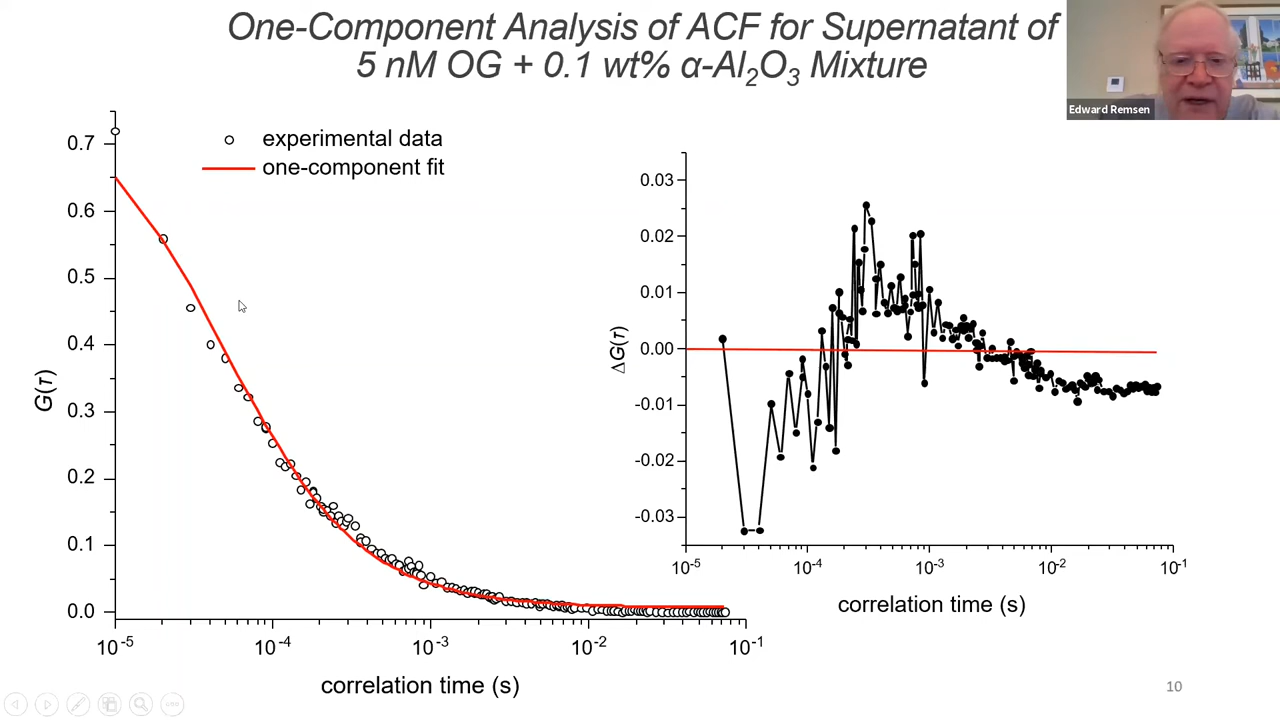 One-Component Analysis of ACF for Supernatant of
5 nM OG + 0.1 wt% α-Al₂O₃ Mixture
Edward Remsen
experimental data
one-component fit
0.7
0.6
0.5
0.4
0.3
0.2
0.1
0.0
G(τ)
10⁻⁵
10⁻⁴
10⁻³
10⁻²
10⁻¹
correlation time (s)
0.03
0.02
0.01
0.00
-0.01
-0.02
-0.03
ΔG(τ)
10⁻⁵
10⁻⁴
10⁻³
10⁻²
10⁻¹
correlation time (s)
10